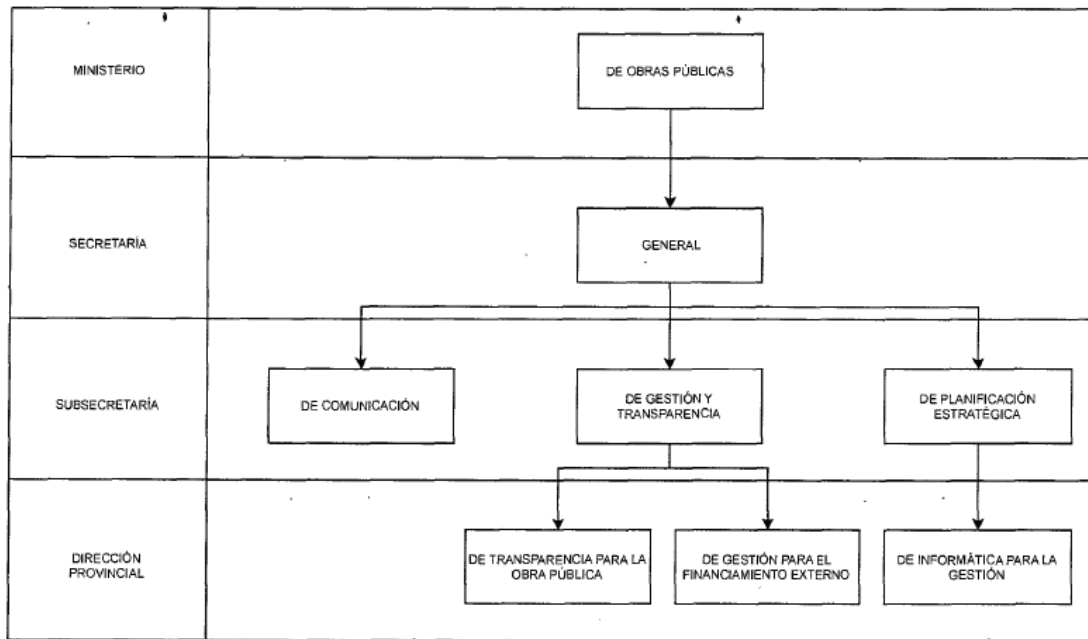 MINISTERIO
DE OBRAS PÚBLICAS
SECRETARÍA
GENERAL
SUBSECRETARÍA
DE COMUNICACIÓN
DE GESTIÓN Y
TRANSPARENCIA
DE PLANIFICACIÓN
ESTRATÉGICA
DIRECCIÓN
PROVINCIAL
DE TRANSPARENCIA PARA LA
OBRA PÚBLICA
DE GESTIÓN PARA EL
FINANCIAMIENTO EXTERNO
DE INFORMÁTICA PARA LA
GESTIÓN